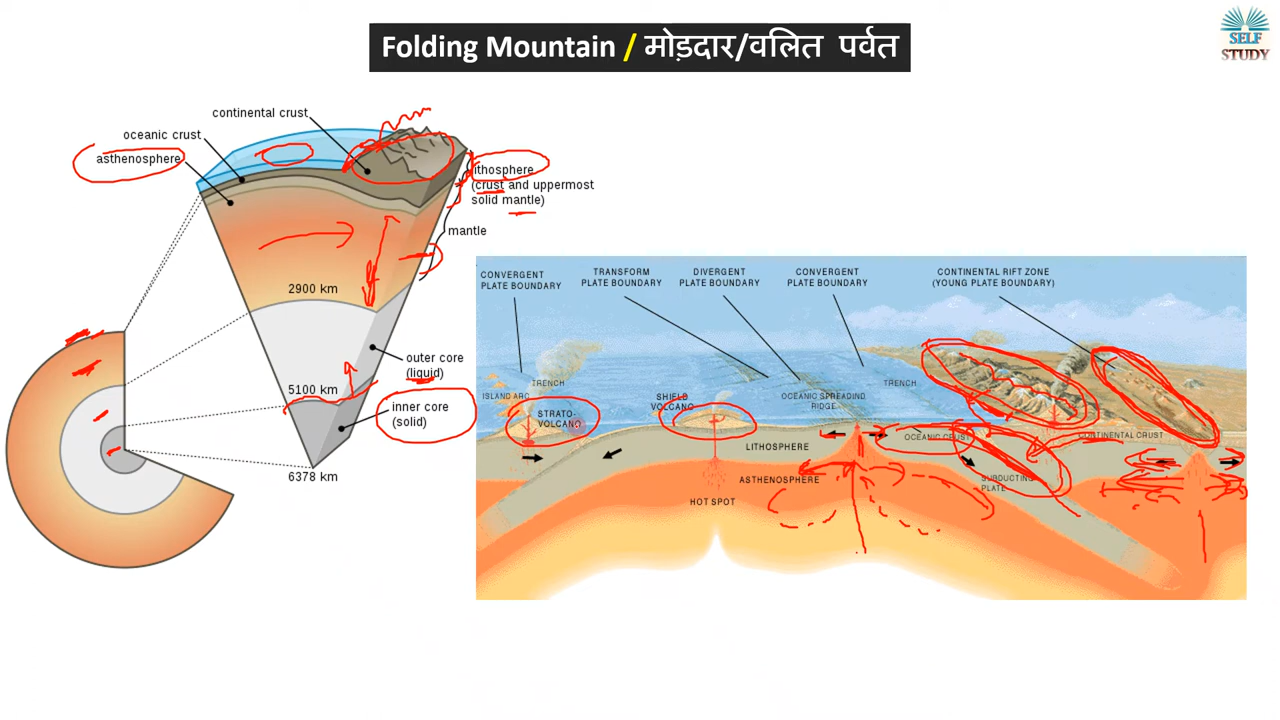 Folding Mountain / मोड़दार/वलित पर्वत
SELF
STUDY
continental crust
oceanic crust
asthenosphere
lithosphere
(crust and uppermost
solid mantle)
mantle
2900 km
outer core
(liquid)
5100 km
inner core
(solid)
6378 km
CONVERGENT
PLATE BOUNDARY
TRANSFORM
PLATE BOUNDARY
DIVERGENT
PLATE BOUNDARY
CONVERGENT
PLATE BOUNDARY
CONTINENTAL RIFT ZONE
(YOUNG PLATE BOUNDARY)
TRENCH
ISLAND ARC
STRATO-
VOLCANO
SHIELD
VOLCANO
OCEANIC SPREADING
RIDGE
TRENCH
LITHOSPHERE
OCEANIC CRUST
CONTINENTAL CRUST
ASTHENOSPHERE
SUBDUCTING
PLATE
HOT SPOT